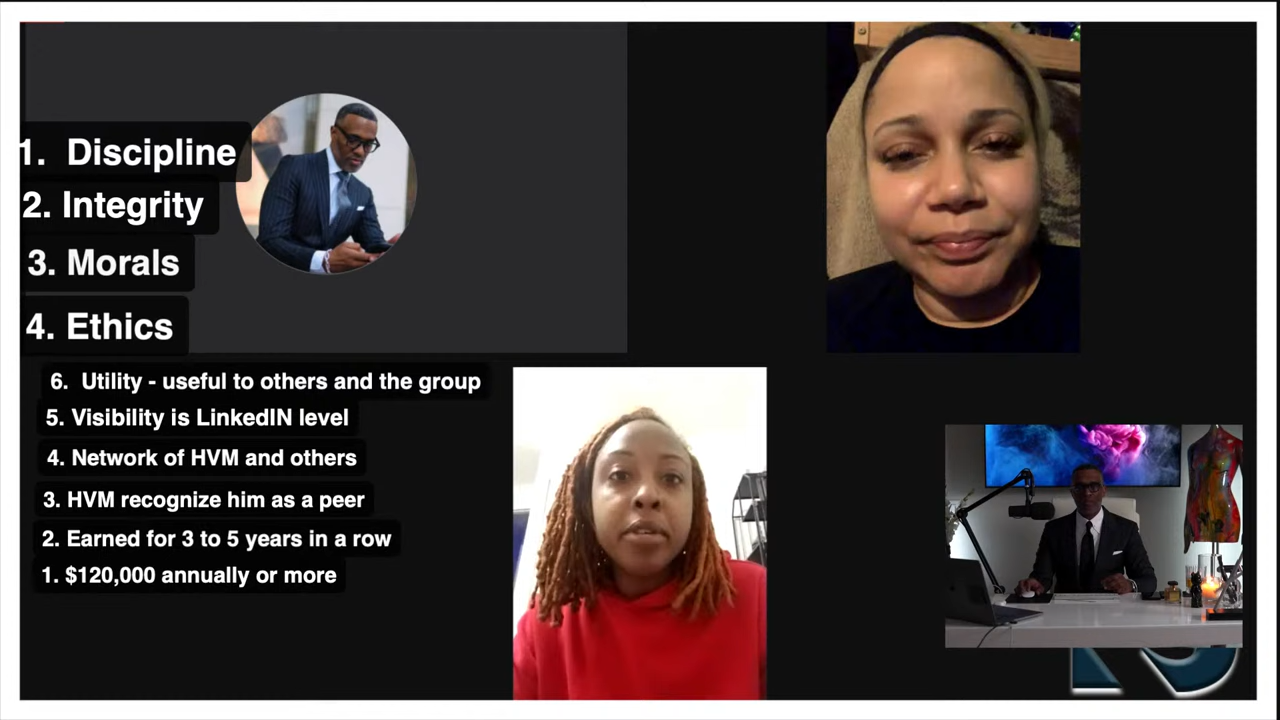 1. Discipline
2. Integrity
3. Morals
4. Ethics
6. Utility - useful to others and the group
5. Visibility is LinkedIN level
4. Network of HVM and others
3. HVM recognize him as a peer
2. Earned for 3 to 5 years in a row
1. $120,000 annually or more